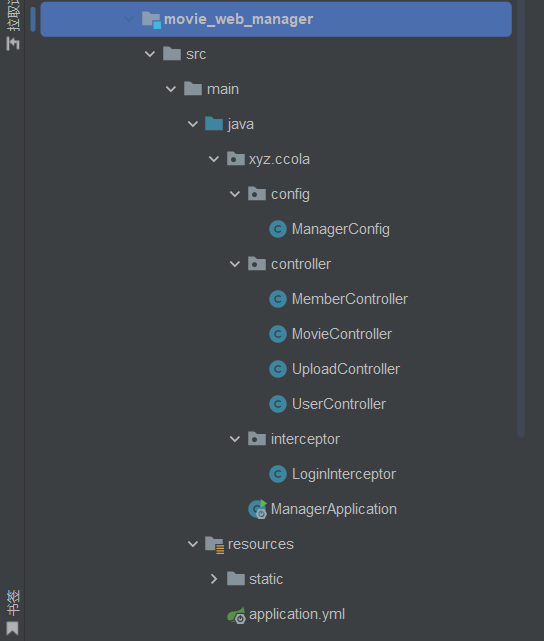 拉取请
movie_web_manager
src
main
java
xyz.ccola
config
ManagerConfig
controller
MemberController
MovieController
UploadController
UserController
interceptor
LoginInterceptor
ManagerApplication
resources
static
application.yml
书签